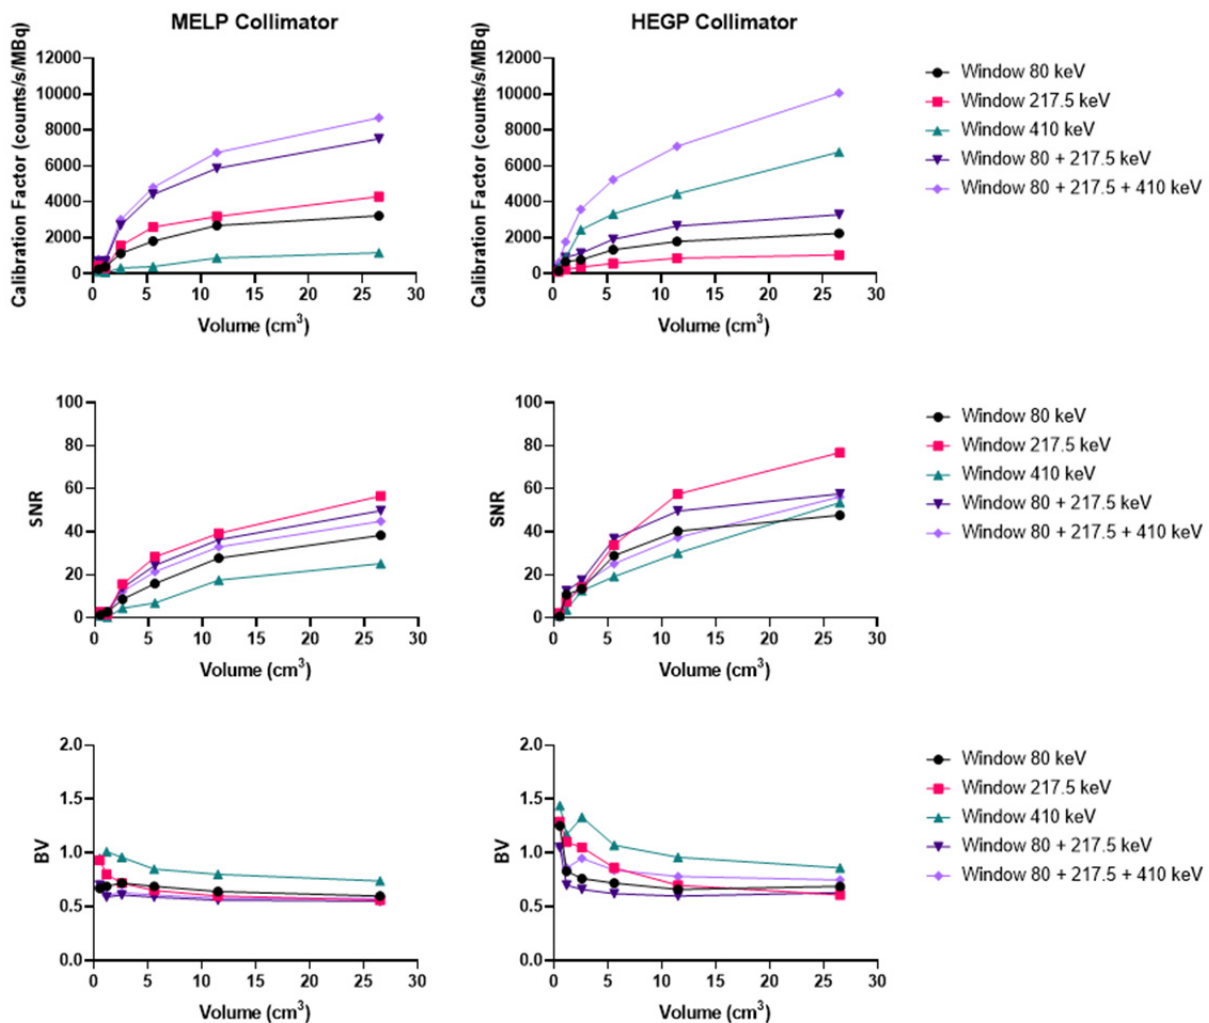 MELP Collimator
HEGP Collimator
Calibration Factor (counts/s/MBq)
12000
10000
8000
6000
4000
2000
0
0 5 10 15 20 25 30
Volume (cm³)
Calibration Factor (counts/s/MBq)
12000
10000
8000
6000
4000
2000
0
0 5 10 15 20 25 30
Volume (cm³)
Window 80 keV
Window 217.5 keV
Window 410 keV
Window 80 + 217.5 keV
Window 80 + 217.5 + 410 keV
SNR
100
80
60
40
20
0
0 5 10 15 20 25 30
Volume (cm³)
SNR
100
80
60
40
20
0
0 5 10 15 20 25 30
Volume (cm³)
Window 80 keV
Window 217.5 keV
Window 410 keV
Window 80 + 217.5 keV
Window 80 + 217.5 + 410 keV
BV
2.0
1.5
1.0
0.5
0.0
0 5 10 15 20 25 30
Volume (cm³)
BV
2.0
1.5
1.0
0.5
0.0
0 5 10 15 20 25 30
Volume (cm³)
Window 80 keV
Window 217.5 keV
Window 410 keV
Window 80 + 217.5 keV
Window 80 + 217.5 + 410 keV